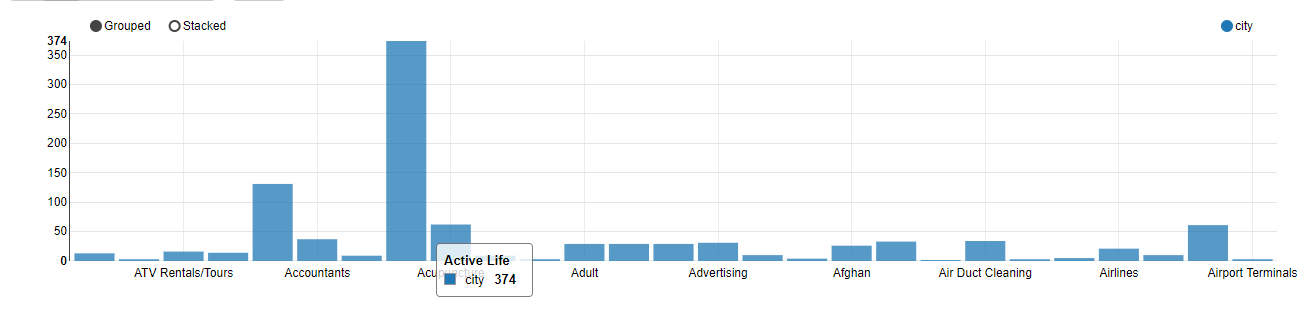 Grouped Stacked city
374
350
300
250
200
150
100
50
0
ATV Rentals/Tours Accountants Acupuncture Adult Advertising Afghan Air Duct Cleaning Airlines Airport Terminals
Active Life
city 374